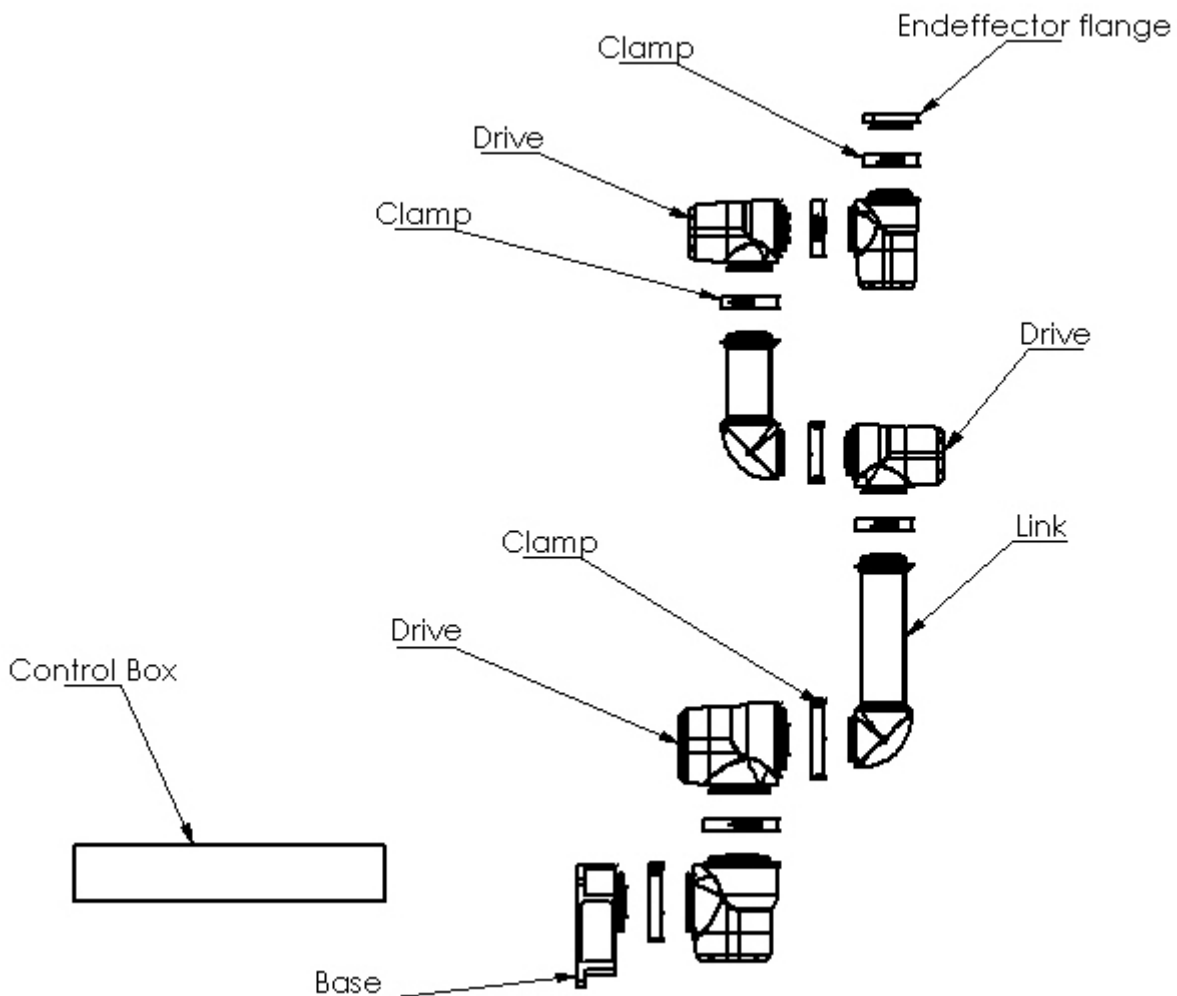 Endeffector flange
Clamp
Drive
Clamp
Drive
Link
Clamp
Drive
Control Box
Base